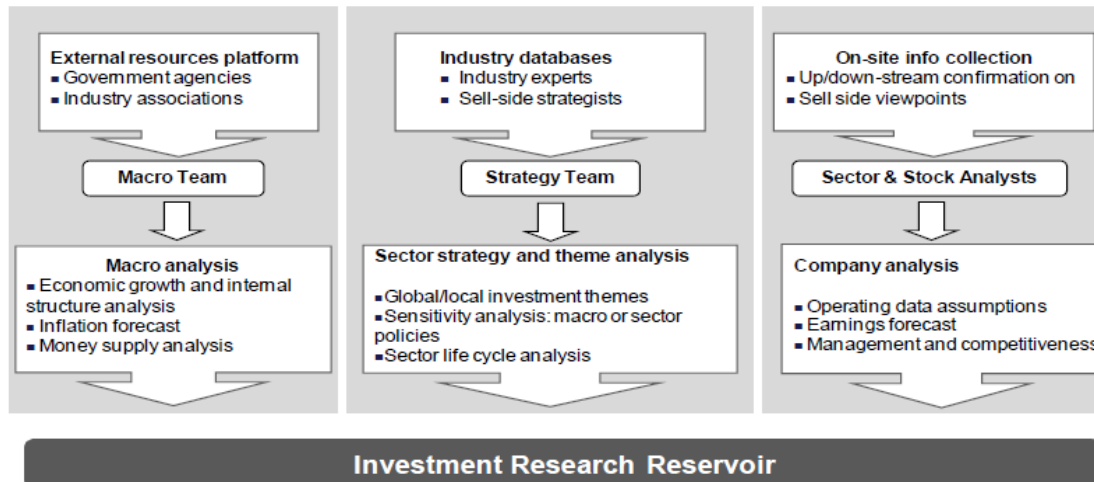 External resources platform
▪ Government agencies
▪ Industry associations
Macro Team
Macro analysis
▪ Economic growth and internal
structure analysis
▪ Inflation forecast
▪ Money supply analysis
Industry databases
▪ Industry experts
▪ Sell-side strategists
Strategy Team
Sector strategy and theme analysis
▪Global/local investment themes
▪Sensitivity analysis: macro or sector
policies
▪Sector life cycle analysis
On-site info collection
▪ Up/down-stream confirmation on
▪ Sell side viewpoints
Sector & Stock Analysts
Company analysis
▪ Operating data assumptions
▪ Earnings forecast
▪ Management and competitiveness
Investment Research Reservoir